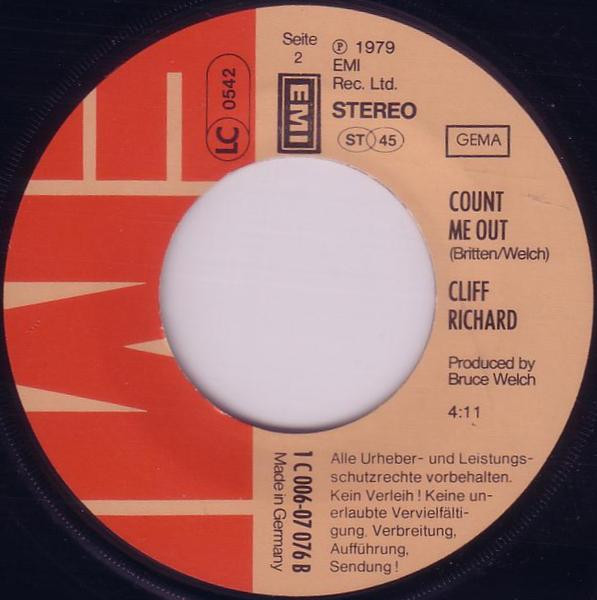 Seite
2
℗ 1979
EMI
Rec. Ltd.
STEREO
ST 45
LC 0542
EMI
GEMA
COUNT
ME OUT
(Britten/Welch)
CLIFF
RICHARD
Produced by
Bruce Welch
4:11
1 C 006-07 076 B
Made in Germany
Alle Urheber- und Leistungs-
schutzrechte vorbehalten.
Kein Verleih! Keine un-
erlaubte Vervielfälti-
gung, Verbreitung,
Aufführung,
Sendung!
EMI